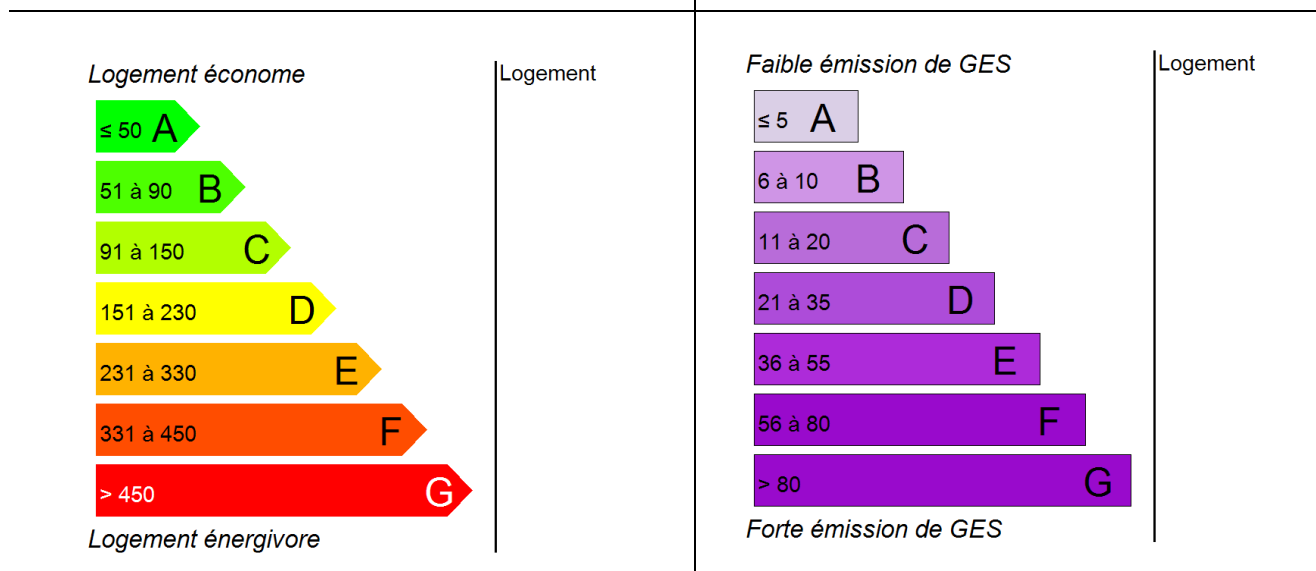 Logement économe
Logement
≤ 50 A
51 à 90 B
91 à 150 C
151 à 230 D
231 à 330 E
331 à 450 F
> 450 G
Logement énergivore
Faible émission de GES
Logement
≤ 5 A
6 à 10 B
11 à 20 C
21 à 35 D
36 à 55 E
56 à 80 F
> 80 G
Forte émission de GES